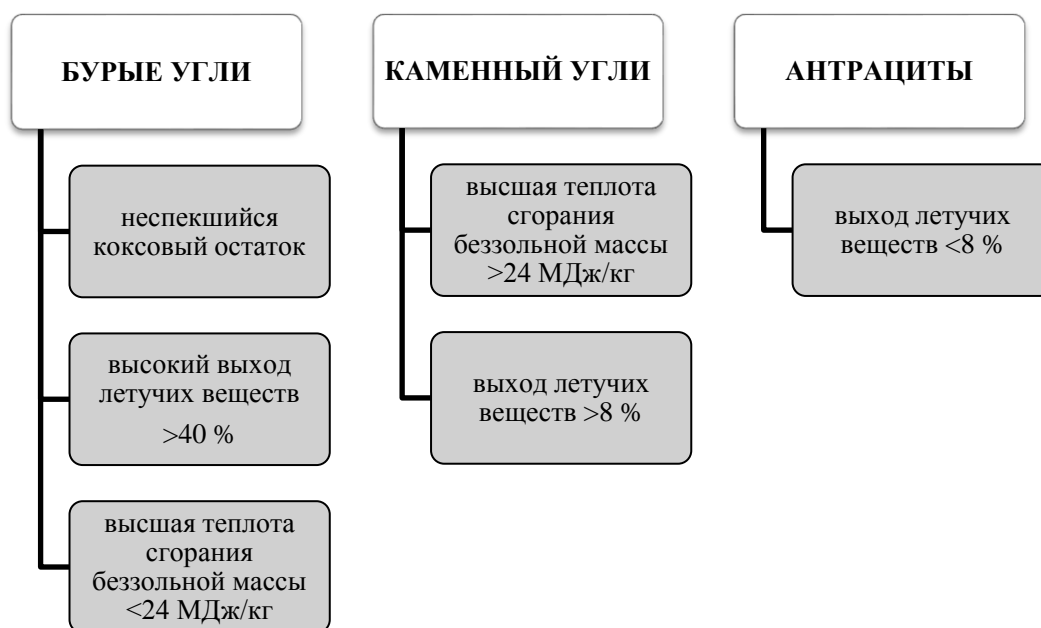 БУРЫЕ УГЛИ
неспекшийся
коксовый остаток
высокий выход
летучих веществ
>40 %
высшая теплота
сгорания
беззольной массы
<24 МДж/кг
КАМЕННЫЙ УГЛИ
высшая теплота
сгорания
беззольной массы
>24 МДж/кг
выход летучих
веществ >8 %
АНТРАЦИТЫ
выход летучих
веществ <8 %